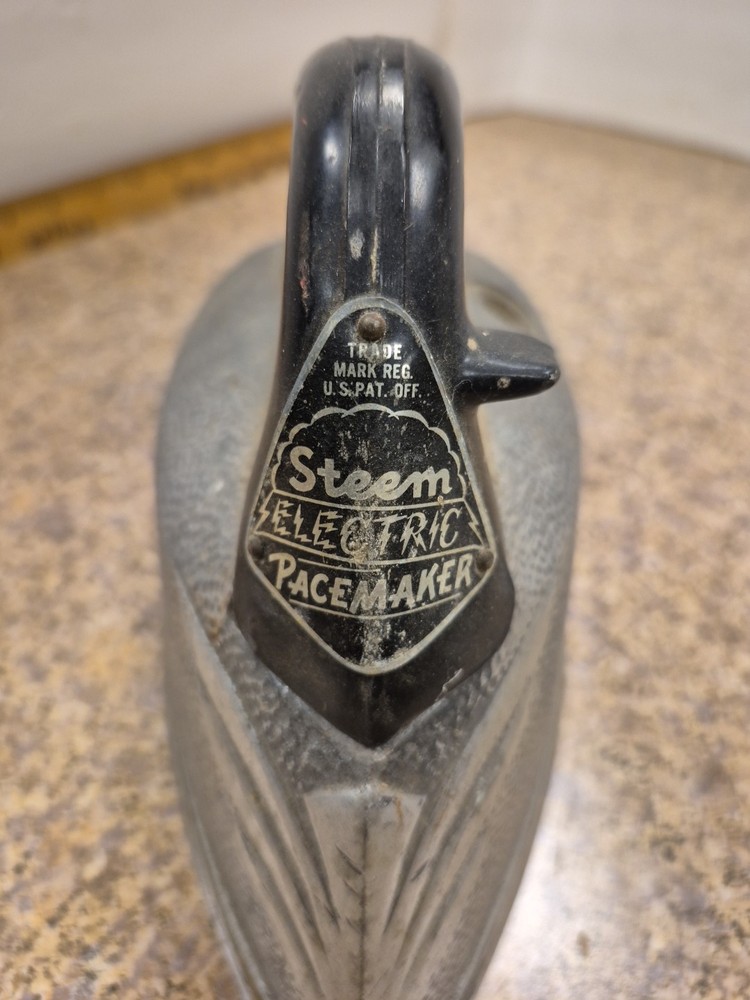 TRADE
MARK REG.
U.S. PAT. OFF.
Steem
ELECTRIC
PACEMAKER